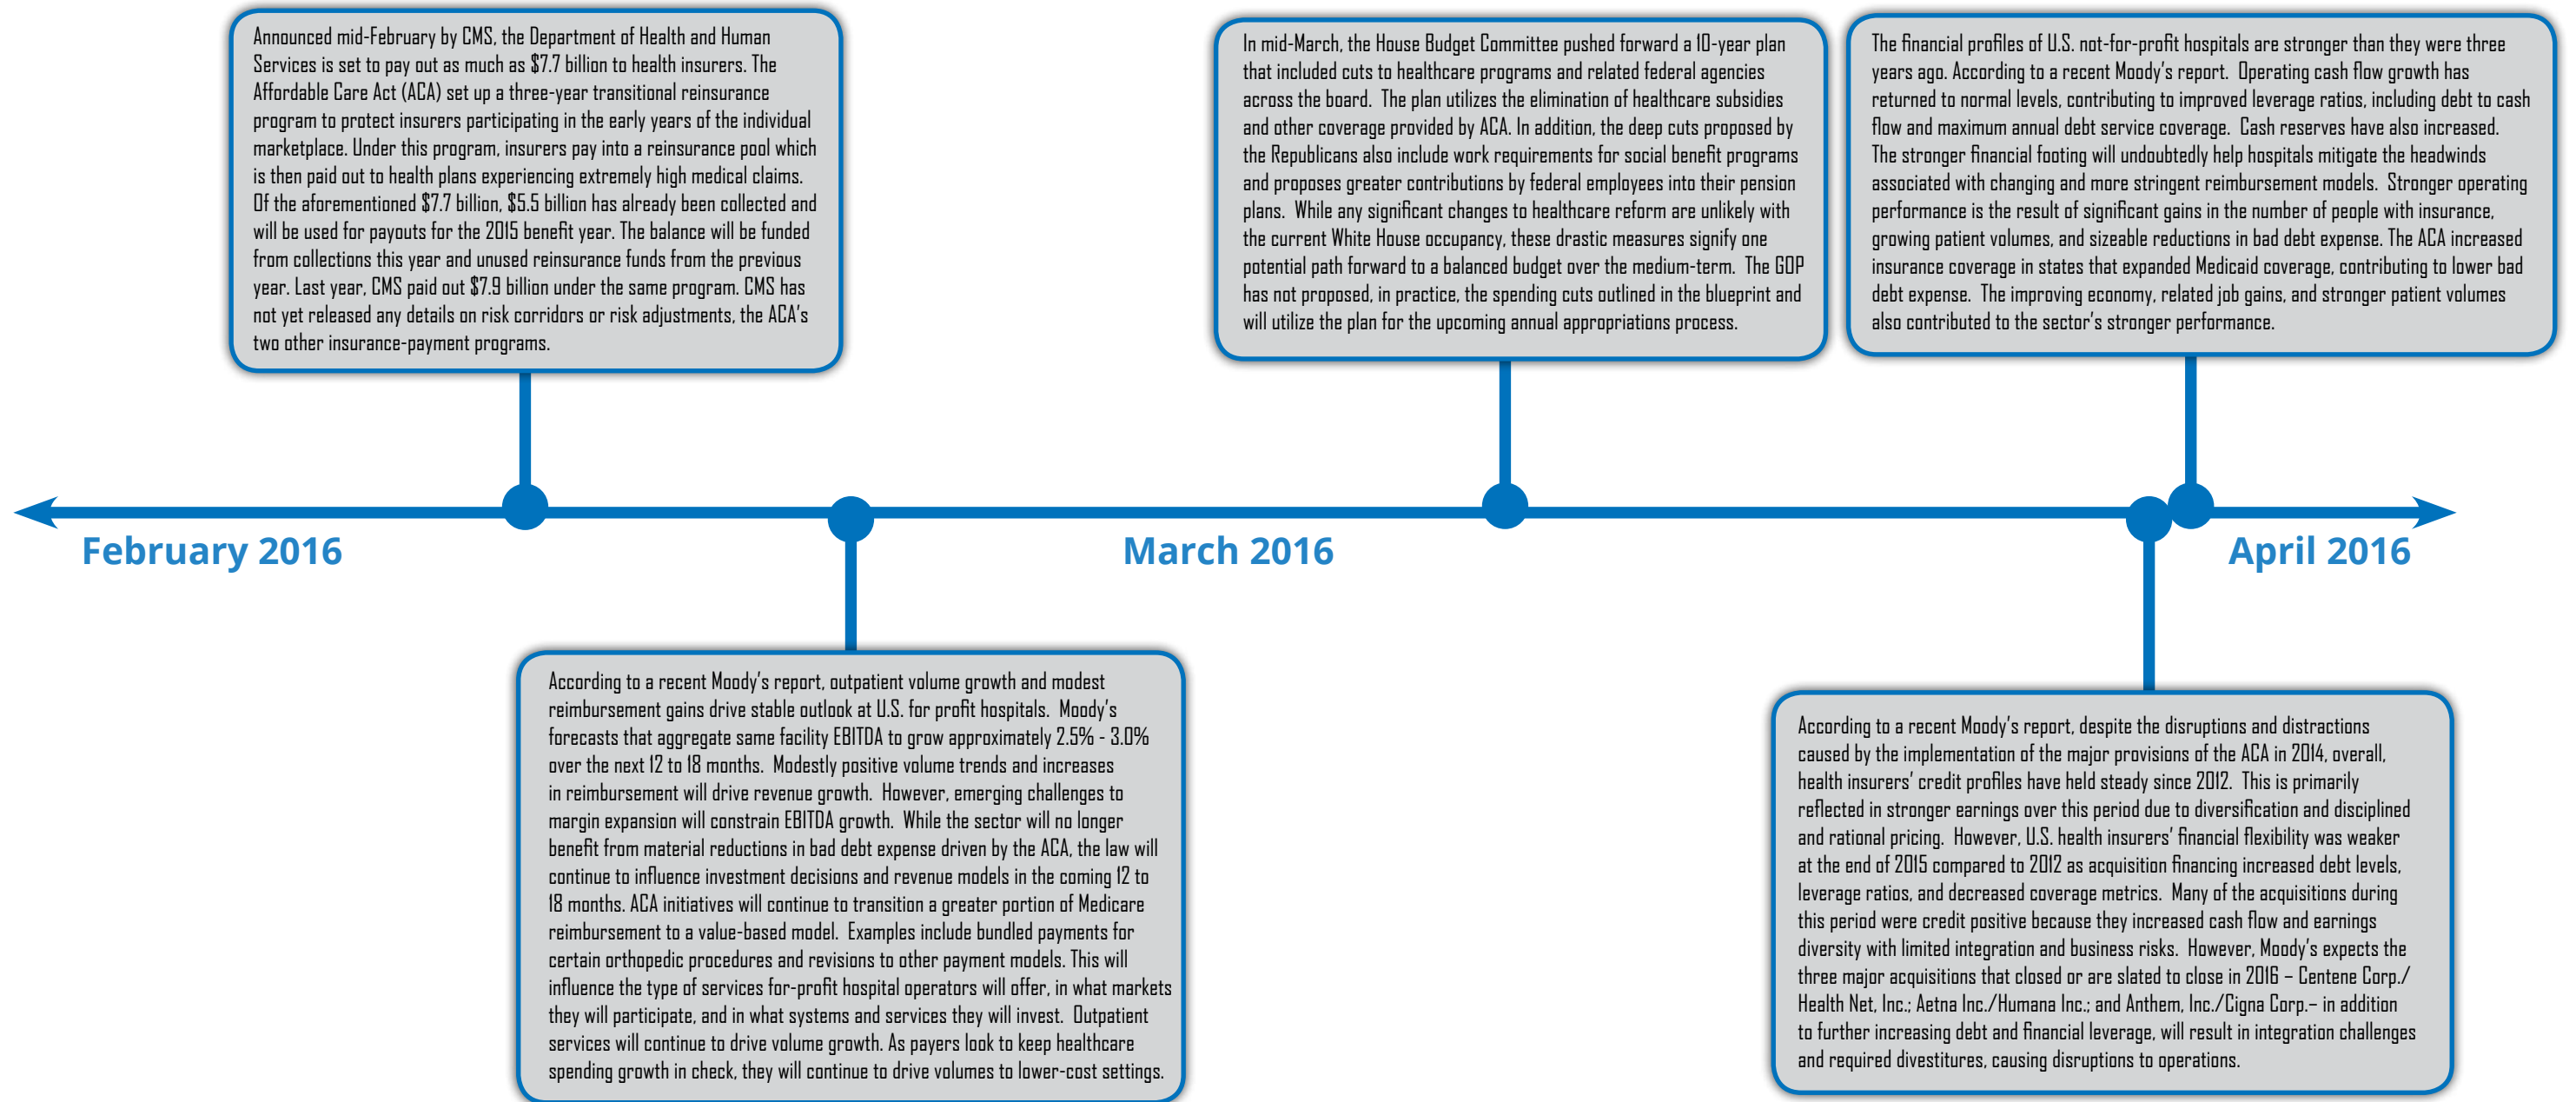 Announced mid-February by CMS, the Department of Health and Human
Services is set to pay out as much as $7.7 billion to health insurers. The
Affordable Care Act (ACA) set up a three-year transitional reinsurance
program to protect insurers participating in the early years of the individual
marketplace. Under this program, insurers pay into a reinsurance pool which
is then paid out to health plans experiencing extremely high medical claims.
Of the aforementioned $7.7 billion, $5.5 billion has already been collected and
will be used for payouts for the 2015 benefit year. The balance will be funded
from collections this year and unused reinsurance funds from the previous
year. Last year, CMS paid out $7.9 billion under the same program. CMS has
not yet released any details on risk corridors or risk adjustments, the ACA's
two other insurance-payment programs.
In mid-March, the House Budget Committee pushed forward a 10-year plan
that included cuts to healthcare programs and related federal agencies
across the board. The plan utilizes the elimination of healthcare subsidies
and other coverage provided by ACA. In addition, the deep cuts proposed by
the Republicans also include work requirements for social benefit programs
and proposes greater contributions by federal employees into their pension
plans. While any significant changes to healthcare reform are unlikely with
the current White House occupancy, these drastic measures signify one
potential path forward to a balanced budget over the medium-term. The GOP
has not proposed, in practice, the spending cuts outlined in the blueprint and
will utilize the plan for the upcoming annual appropriations process.
The financial profiles of U.S. not-for-profit hospitals are stronger than they were three
years ago. According to a recent Moody's report. Operating cash flow growth has
returned to normal levels, contributing to improved leverage ratios, including debt to cash
flow and maximum annual debt service coverage. Cash reserves have also increased.
The stronger financial footing will undoubtedly help hospitals mitigate the headwinds
associated with changing and more stringent reimbursement models. Stronger operating
performance is the result of significant gains in the number of people with insurance,
growing patient volumes, and sizeable reductions in bad debt expense. The ACA increased
insurance coverage in states that expanded Medicaid coverage, contributing to lower bad
debt expense. The improving economy, related job gains, and stronger patient volumes
also contributed to the sector's stronger performance.
February 2016
March 2016
April 2016
According to a recent Moody's report, outpatient volume growth and modest
reimbursement gains drive stable outlook at U.S. for profit hospitals. Moody's
forecasts that aggregate same facility EBITDA to grow approximately 2.5% - 3.0%
over the next 12 to 18 months. Modestly positive volume trends and increases
in reimbursement will drive revenue growth. However, emerging challenges to
margin expansion will constrain EBITDA growth. While the sector will no longer
benefit from material reductions in bad debt expense driven by the ACA, the law will
continue to influence investment decisions and revenue models in the coming 12 to
18 months. ACA initiatives will continue to transition a greater portion of Medicare
reimbursement to a value-based model. Examples include bundled payments for
certain orthopedic procedures and revisions to other payment models. This will
influence the type of services for-profit hospital operators will offer, in what markets
they will participate, and in what systems and services they will invest. Outpatient
services will continue to drive volume growth. As payers look to keep healthcare
spending growth in check, they will continue to drive volumes to lower-cost settings.
According to a recent Moody's report, despite the disruptions and distractions
caused by the implementation of the major provisions of the ACA in 2014, overall,
health insurers' credit profiles have held steady since 2012. This is primarily
reflected in stronger earnings over this period due to diversification and disciplined
and rational pricing. However, U.S. health insurers' financial flexibility was weaker
at the end of 2015 compared to 2012 as acquisition financing increased debt levels,
leverage ratios, and decreased coverage metrics. Many of the acquisitions during
this period were credit positive because they increased cash flow and earnings
diversity with limited integration and business risks. However, Moody's expects the
three major acquisitions that closed or are slated to close in 2016 – Centene Corp./
Health Net, Inc.; Aetna Inc./Humana Inc.; and Anthem, Inc./Cigna Corp.– in addition
to further increasing debt and financial leverage, will result in integration challenges
and required divestitures, causing disruptions to operations.